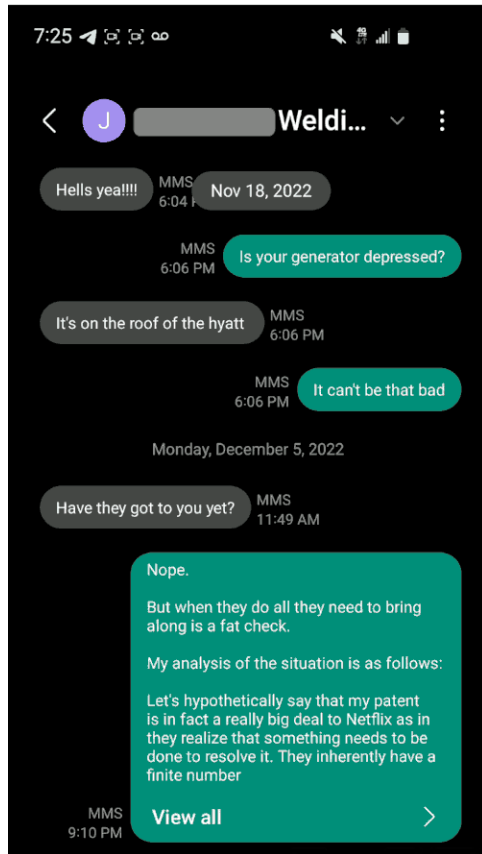 7:25
4G
J Weldi...
Hells yea!!!!
MMS
6:04
Nov 18, 2022
MMS
6:06 PM
Is your generator depressed?
It's on the roof of the hyatt
MMS
6:06 PM
MMS
6:06 PM
It can't be that bad
Monday, December 5, 2022
Have they got to you yet?
MMS
11:49 AM
Nope.
But when they do all they need to bring
along is a fat check.
My analysis of the situation is as follows:
Let's hypothetically say that my patent
is in fact a really big deal to Netflix as in
they realize that something needs to be
done to resolve it. They inherently have a
finite number
View all
MMS
9:10 PM